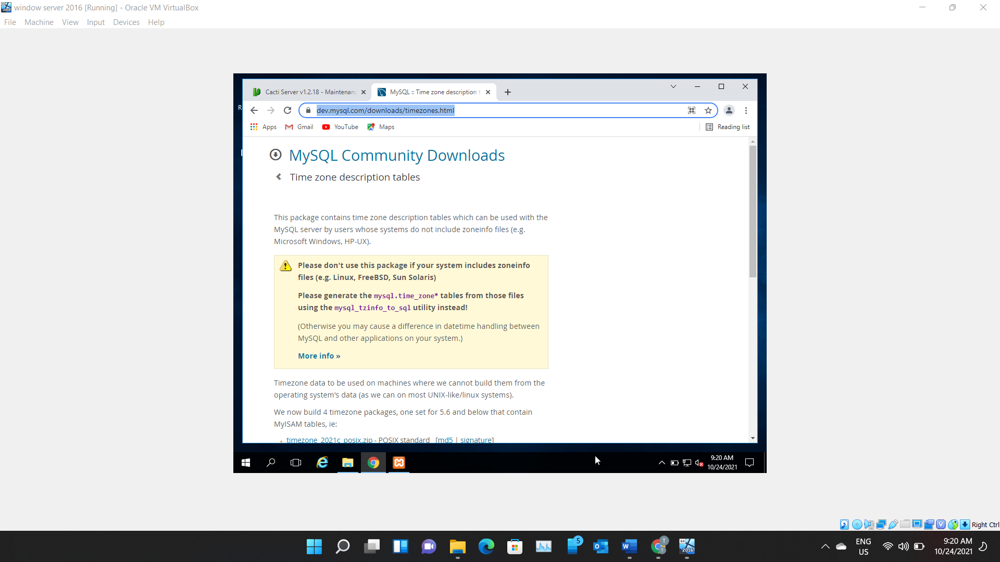 window server 2016 [Running] - Oracle VM VirtualBox
File Machine View Input Devices Help
Cacti Server v1.2.18 - Maintenanc
MySQL :: Time zone description t
dev.mysql.com/downloads/timezones.html
Apps Gmail YouTube Maps Reading list
MySQL Community Downloads
Time zone description tables
This package contains time zone description tables which can be used with the
MySQL server by users whose systems do not include zoneinfo files (e.g.
Microsoft Windows, HP-UX).
Please don't use this package if your system includes zoneinfo
files (e.g. Linux, FreeBSD, Sun Solaris)
Please generate the mysql.time_zone* tables from those files
using the mysql_tzinfo_to_sql utility instead!
(Otherwise you may cause a difference in datetime handling between
MySQL and other applications on your system.)
More info »
Timezone data to be used on machines where we cannot build them from the
operating system's data (as we can on most UNIX-like/linux systems).
We now build 4 timezone packages, one set for 5.6 and below that contain
MyISAM tables, ie:
timezone_2021c_posix.zip - POSIX standard [md5 | signature]
R
9:20 AM
10/24/2021
Right Ctrl
5
64
2016
ENG
US
9:20 AM
10/24/2021